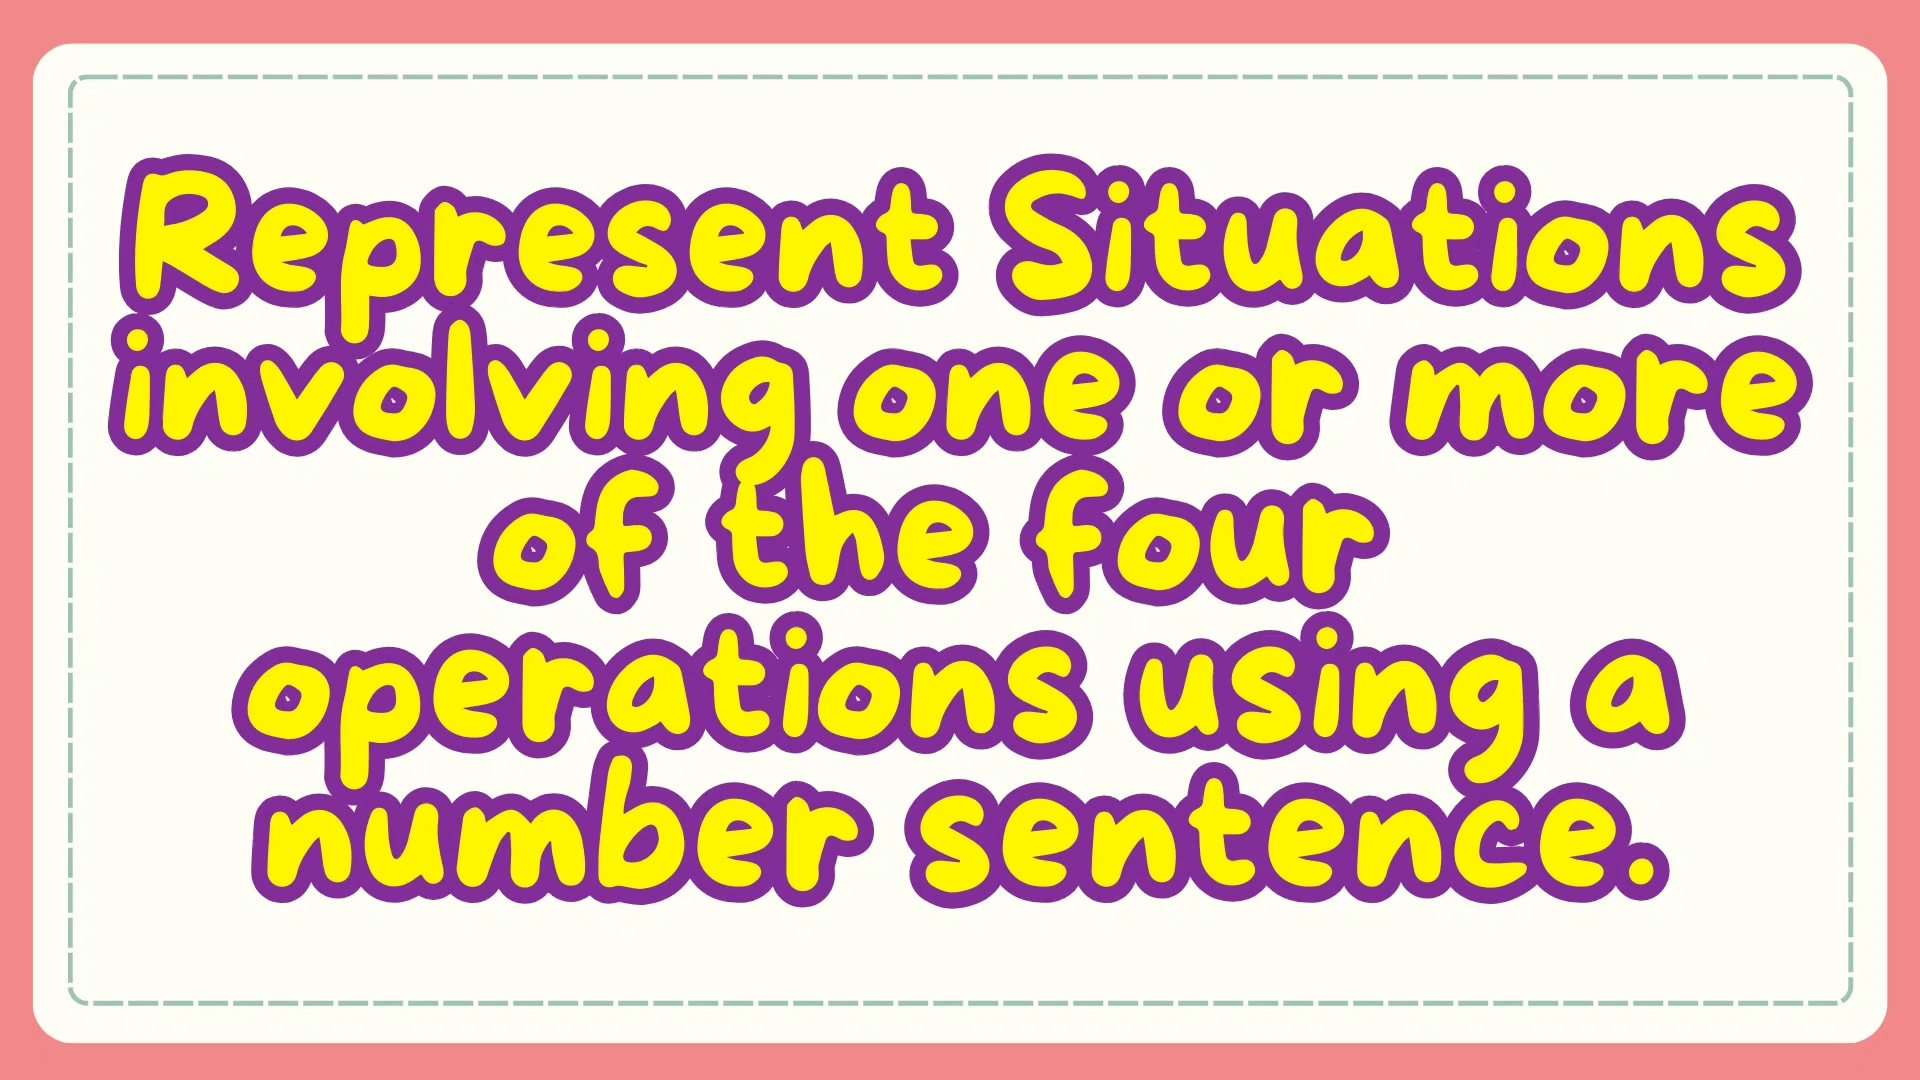 Represent Situations
involving one or more
of the four
operations using a
number sentence.